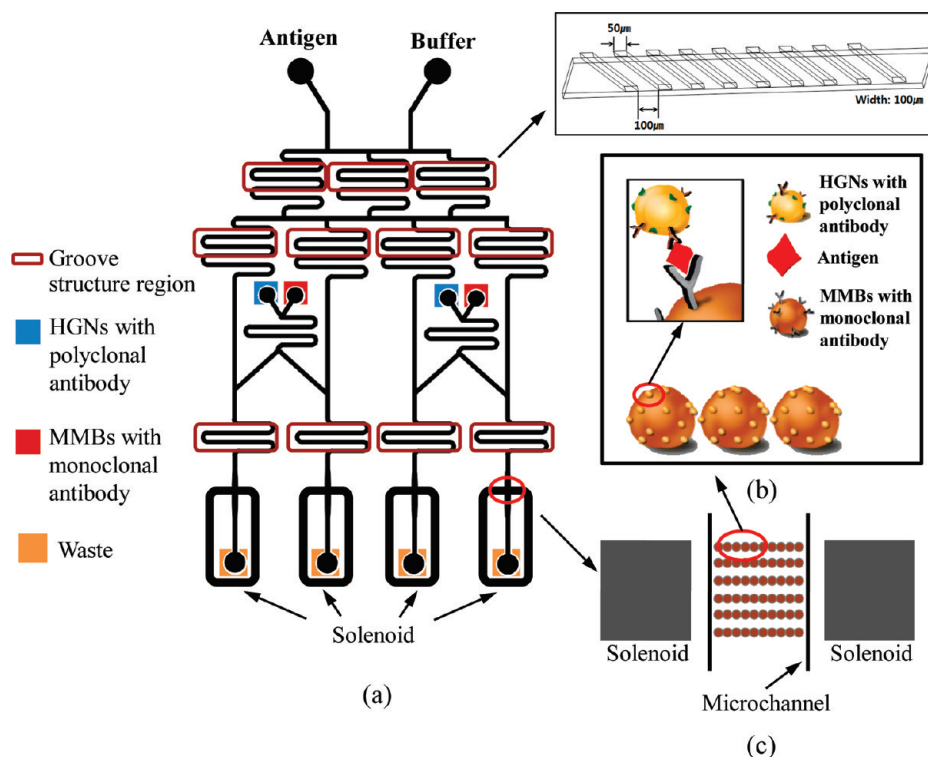 Antigen
Buffer
50μm
100μm
Width: 100μm
Groove
structure region
HGNs with
polyclonal
antibody
MMBs with
monoclonal
antibody
Waste
Solenoid
(a)
HGNs with
polyclonal
antibody
Antigen
MMBs with
monoclonal
antibody
(b)
Solenoid
Solenoid
Microchannel
(c)